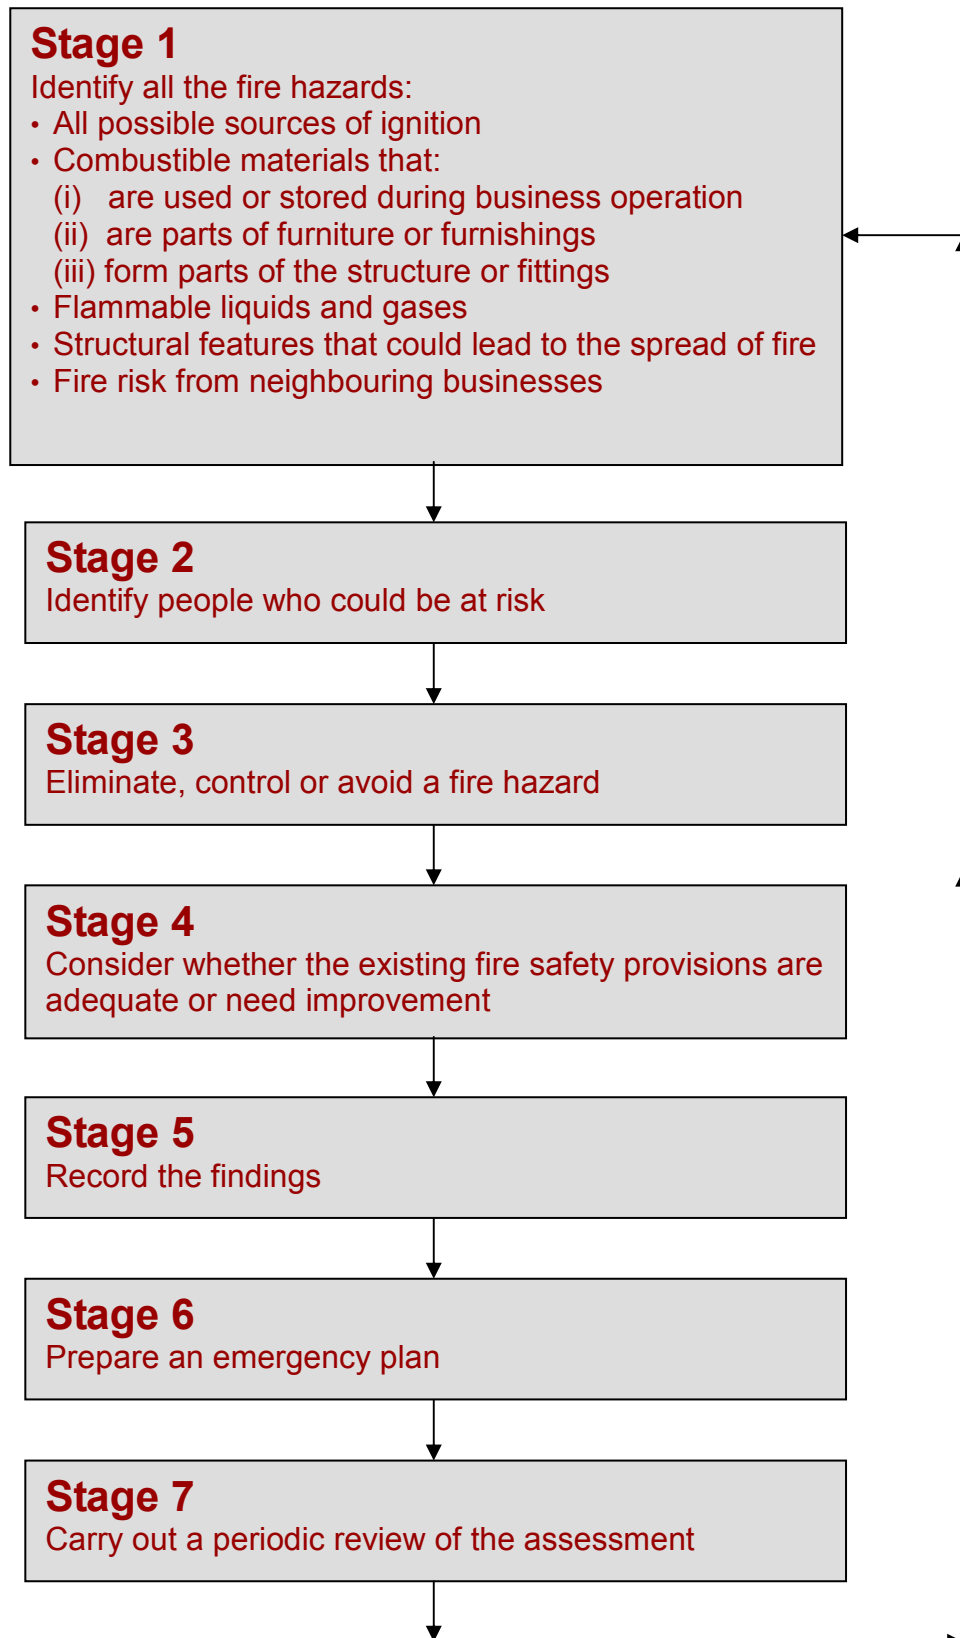 Stage 1
Identify all the fire hazards:
• All possible sources of ignition
• Combustible materials that:
(i) are used or stored during business operation
(ii) are parts of furniture or furnishings
(iii) form parts of the structure or fittings
• Flammable liquids and gases
• Structural features that could lead to the spread of fire
• Fire risk from neighbouring businesses
Stage 2
Identify people who could be at risk
Stage 3
Eliminate, control or avoid a fire hazard
Stage 4
Consider whether the existing fire safety provisions are
adequate or need improvement
Stage 5
Record the findings
Stage 6
Prepare an emergency plan
Stage 7
Carry out a periodic review of the assessment